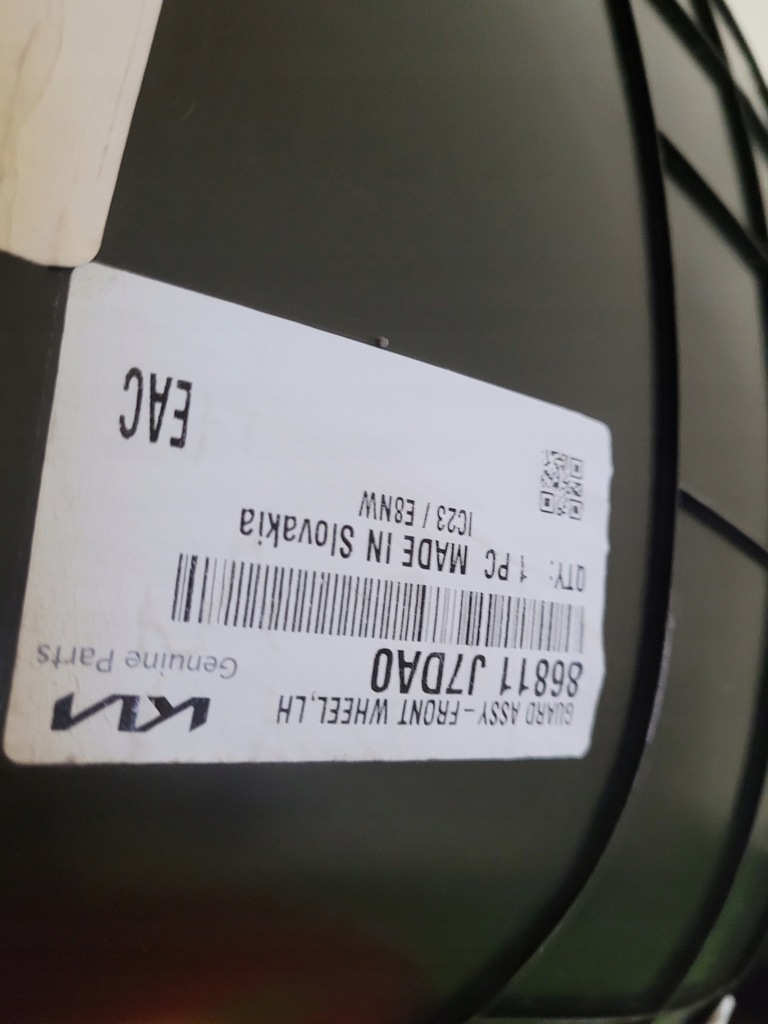 GUARD ASSY-FRONT WHEEL,LH
KIA
86811 J7DA0
Genuine Parts
QTY: 1 PC MADE IN Slovakia
IC23 / E8NW
EAC